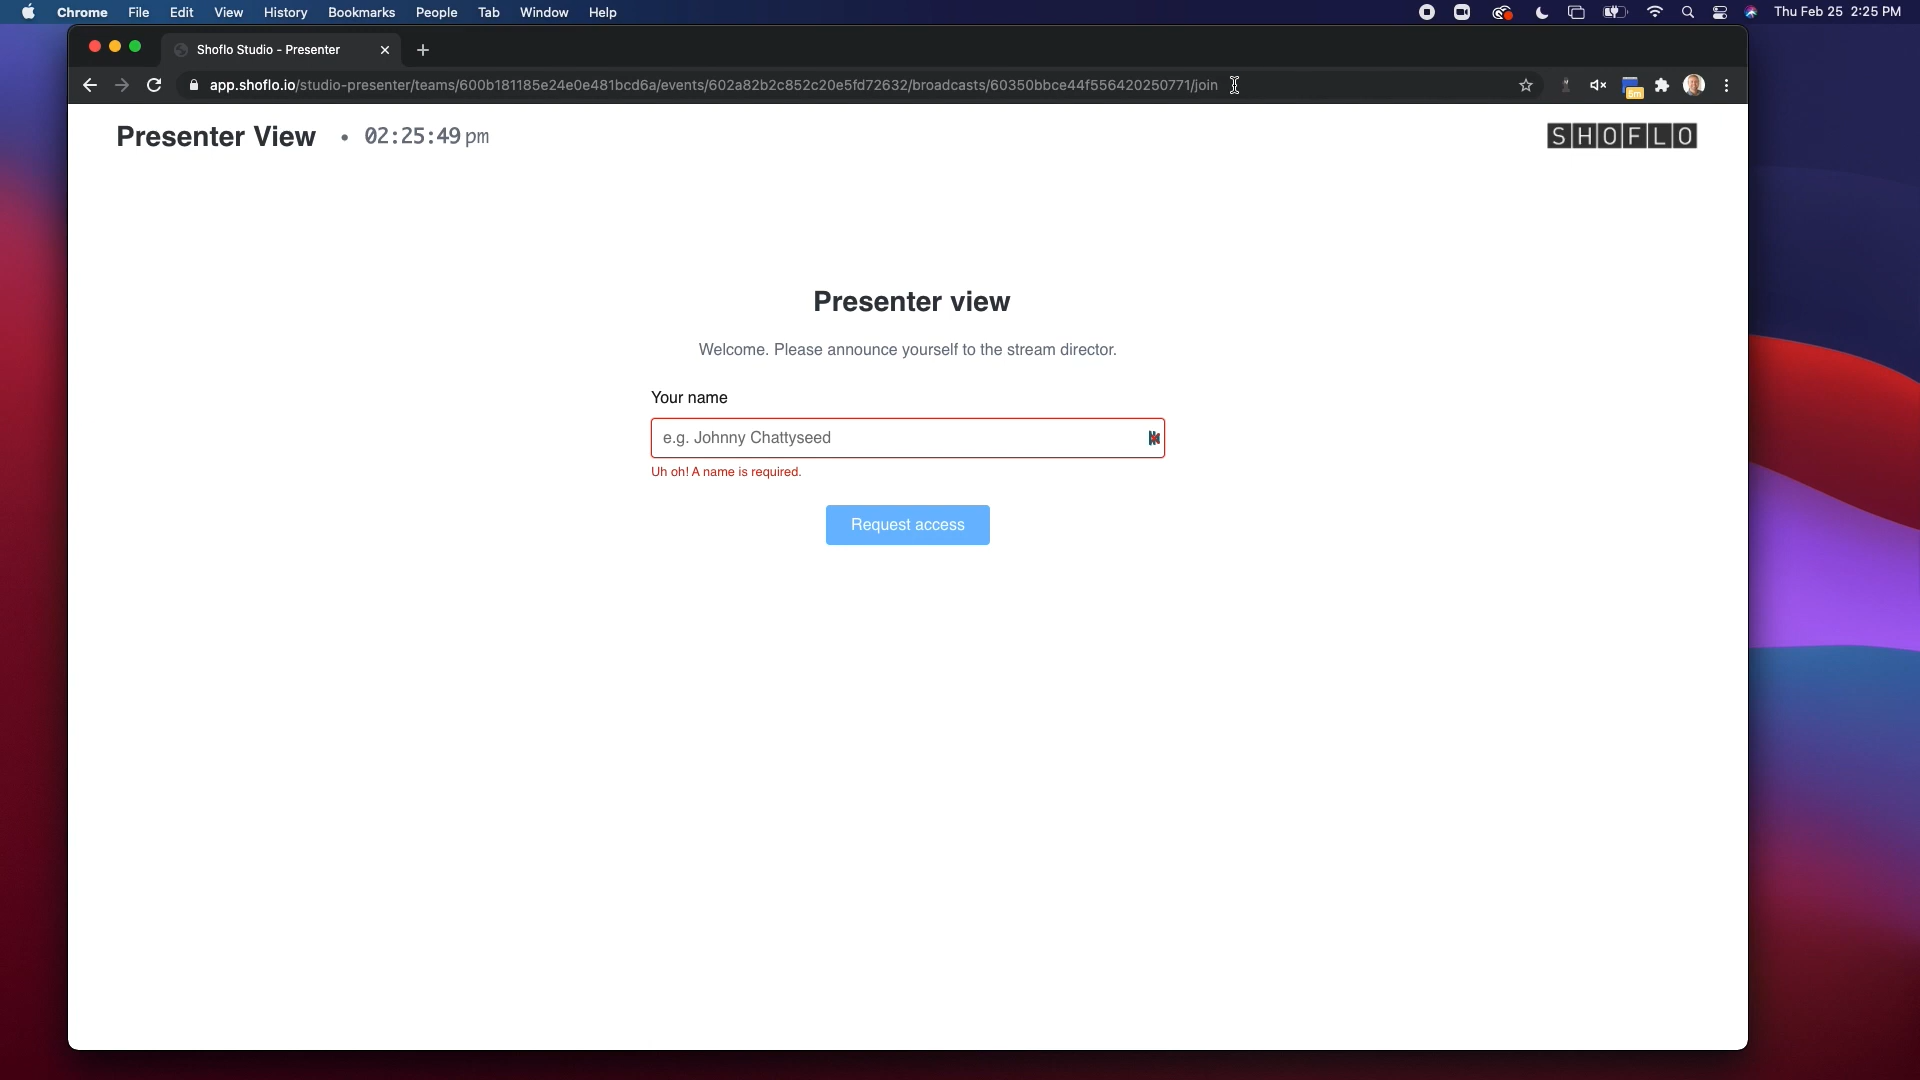 Chrome File Edit View History Bookmarks People Tab Window Help Thu Feb 25 2:25 PM
Shoflo Studio - Presenter
app.shoflo.io/studio-presenter/teams/600b181185e24e0e481bcd6a/events/602a82b2c852c20e5fd72632/broadcasts/60350bbce44f556420250771/join
6m
Presenter View • 02:25:49 pm
SHOFLO
Presenter view
Welcome. Please announce yourself to the stream director.
Your name
e.g. Johnny Chattyseed
Uh oh! A name is required.
Request access